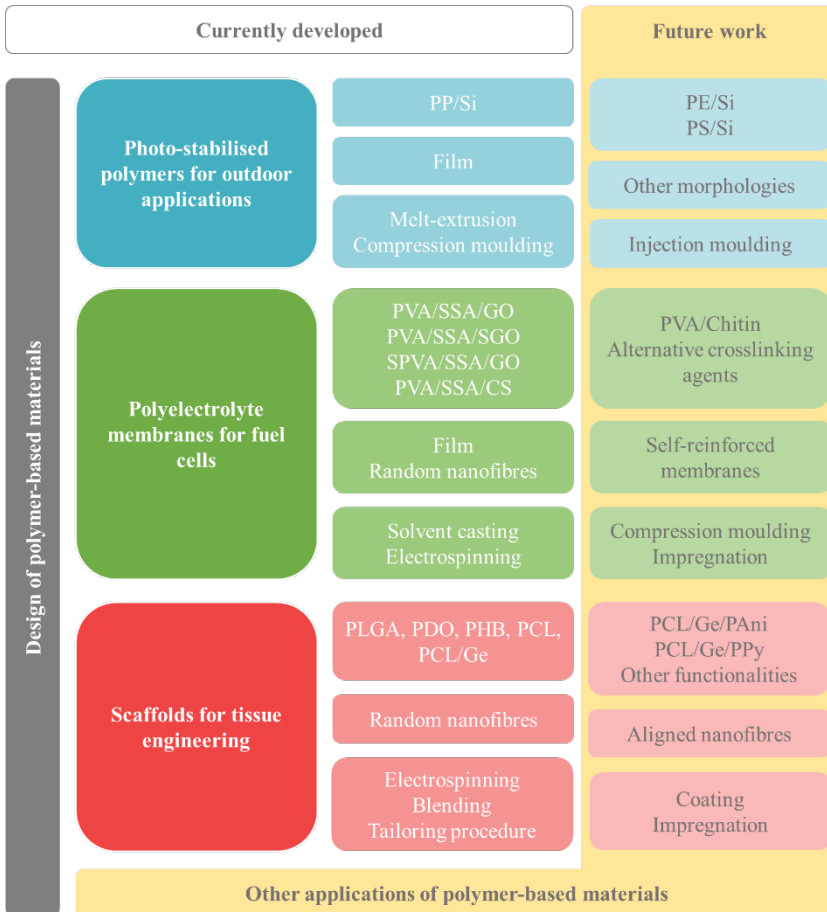 Currently developed
Future work
Design of polymer-based materials
Photo-stabilised
polymers for outdoor
applications
PP/Si
PE/Si
PS/Si
Film
Other morphologies
Melt-extrusion
Compression moulding
Injection moulding
Polyelectrolyte
membranes for fuel
cells
PVA/SSA/GO
PVA/SSA/SGO
SPVA/SSA/GO
PVA/SSA/CS
PVA/Chitin
Alternative crosslinking
agents
Film
Random nanofibres
Self-reinforced
membranes
Solvent casting
Electrospinning
Compression moulding
Impregnation
Scaffolds for tissue
engineering
PLGA, PDO, PHB, PCL,
PCL/Ge
PCL/Ge/PAni
PCL/Ge/PPy
Other functionalities
Random nanofibres
Aligned nanofibres
Electrospinning
Blending
Tailoring procedure
Coating
Impregnation
Other applications of polymer-based materials